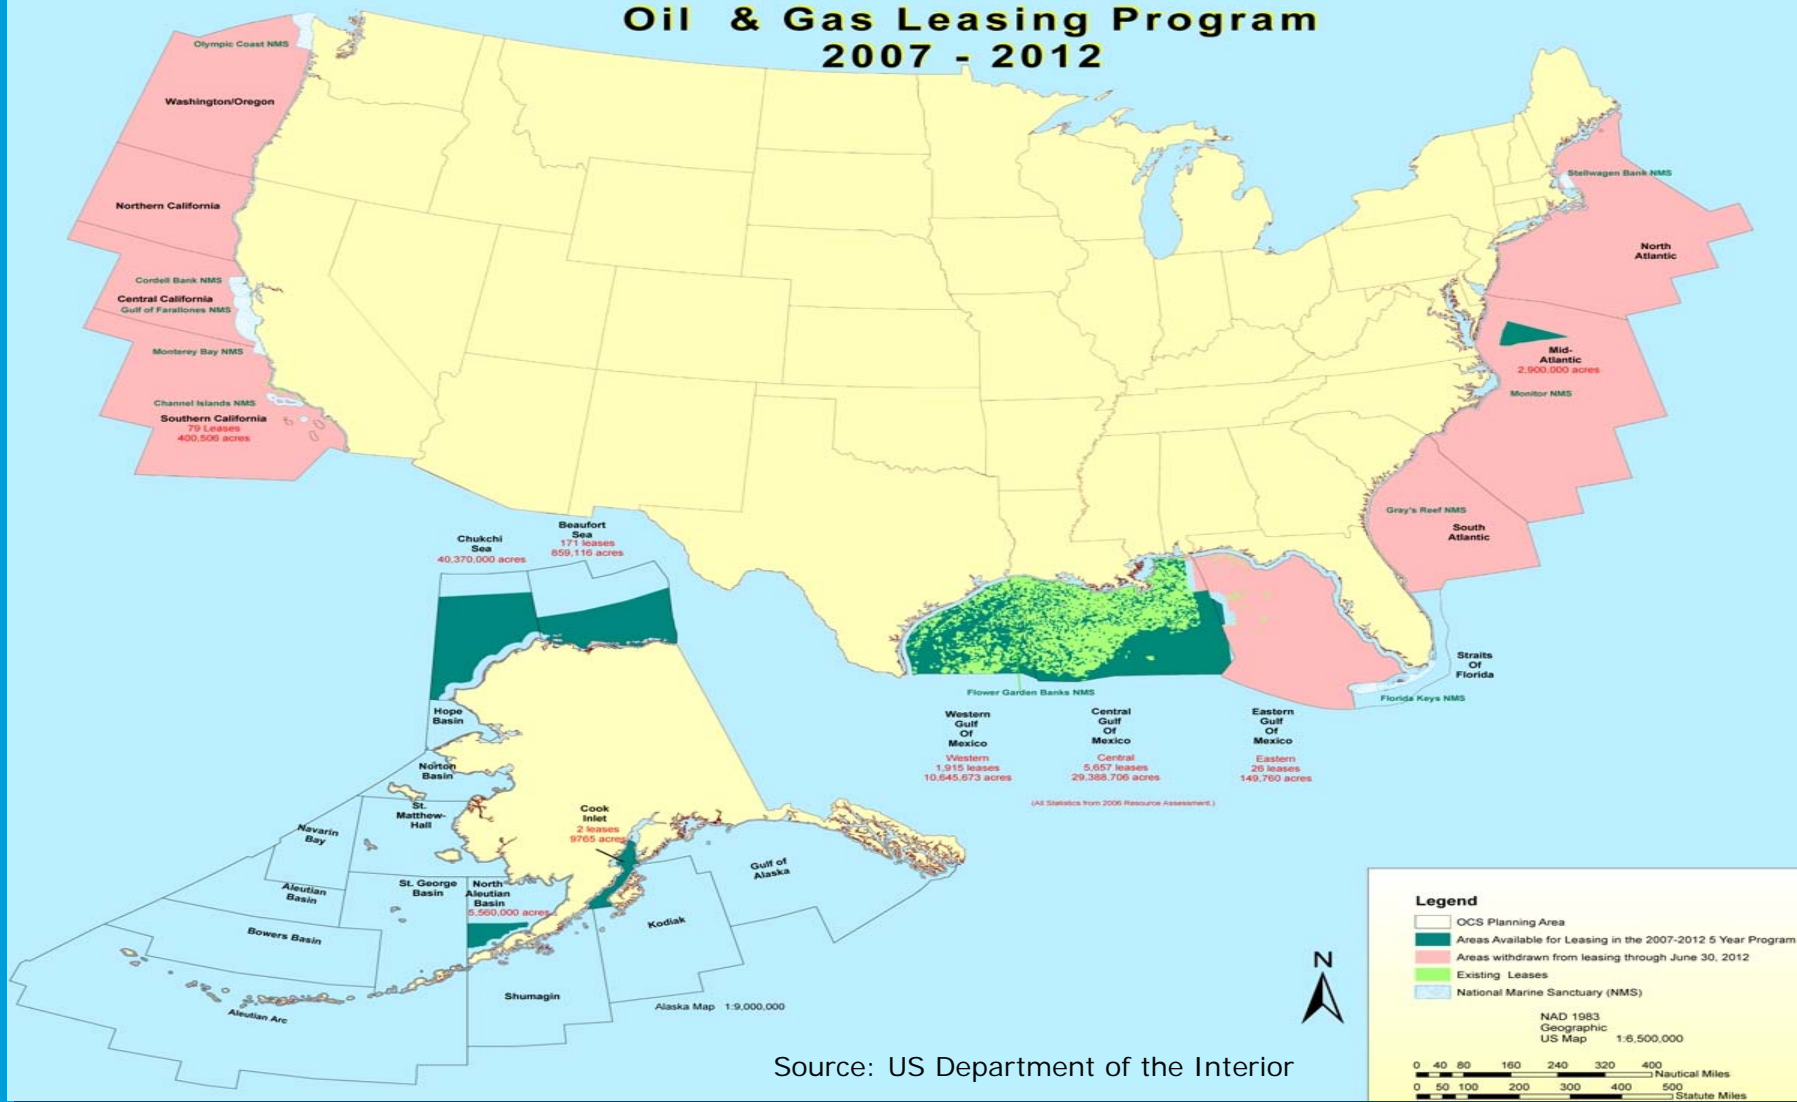 Oil & Gas Leasing Program
2007 - 2012
Olympic Coast NMS
Washington/Oregon
Northern California
Cordell Bank NMS
Central California
Gulf of Farallones NMS
Monterey Bay NMS
Channel Islands NMS
Southern California
79 Leases
400,506 acres
Stellwagen Bank NMS
North
Atlantic
Mid-
Atlantic
2,900,000 acres
Monitor NMS
Gray's Reef NMS
South
Atlantic
Straits
Of
Florida
Florida Keys NMS
Chukchi
Sea
40,370,000 acres
Beaufort
Sea
171 leases
859,116 acres
Flower Garden Banks NMS
Western
Gulf
Of
Mexico
Western
1,915 leases
10,645,673 acres
Central
Gulf
Of
Mexico
Central
5,657 leases
29,388,706 acres
Eastern
Gulf
Of
Mexico
Eastern
26 leases
149,760 acres
(All Statistics from 2006 Resource Assessment.)
Hope
Basin
Norton
Basin
St.
Matthew-
Hall
Navarin
Bay
Aleutian
Basin
St. George
Basin
North
Aleutian
Basin
5,560,000 acres
Bowers Basin
Aleutian Arc
Cook
Inlet
2 leases
9765 acres
Gulf of
Alaska
Kodiak
Shumagin
Alaska Map 1:9,000,000
Source: US Department of the Interior
N
Legend
OCS Planning Area
Areas Available for Leasing in the 2007-2012 5 Year Program
Areas withdrawn from leasing through June 30, 2012
Existing Leases
National Marine Sanctuary (NMS)
NAD 1983
Geographic
US Map 1:6,500,000
0 40 80 160 240 320 400
Nautical Miles
0 50 100 200 300 400 500
Statute Miles